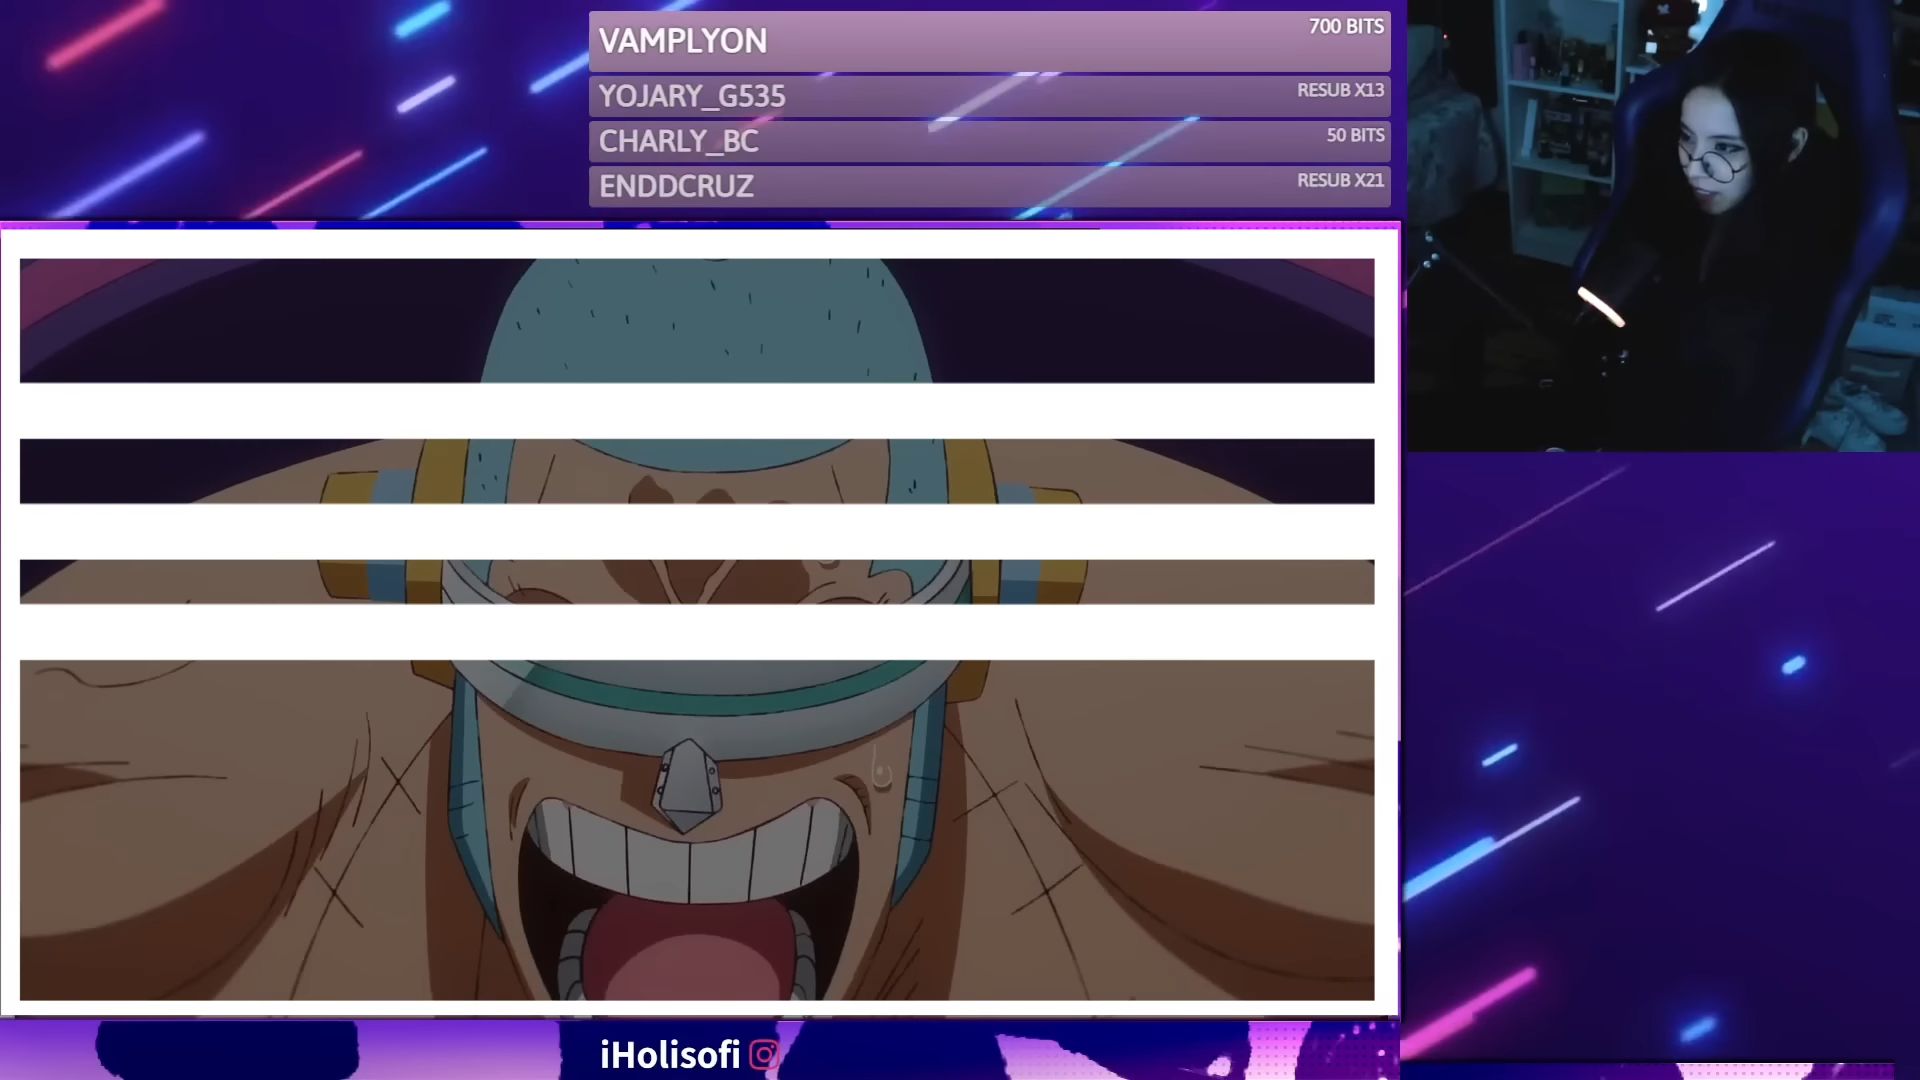 VAMPLYON 700 BITS
YOJARY_G535 RESUB X13
CHARLY_BC 50 BITS
ENDDCRUZ RESUB X21
iHolisofi